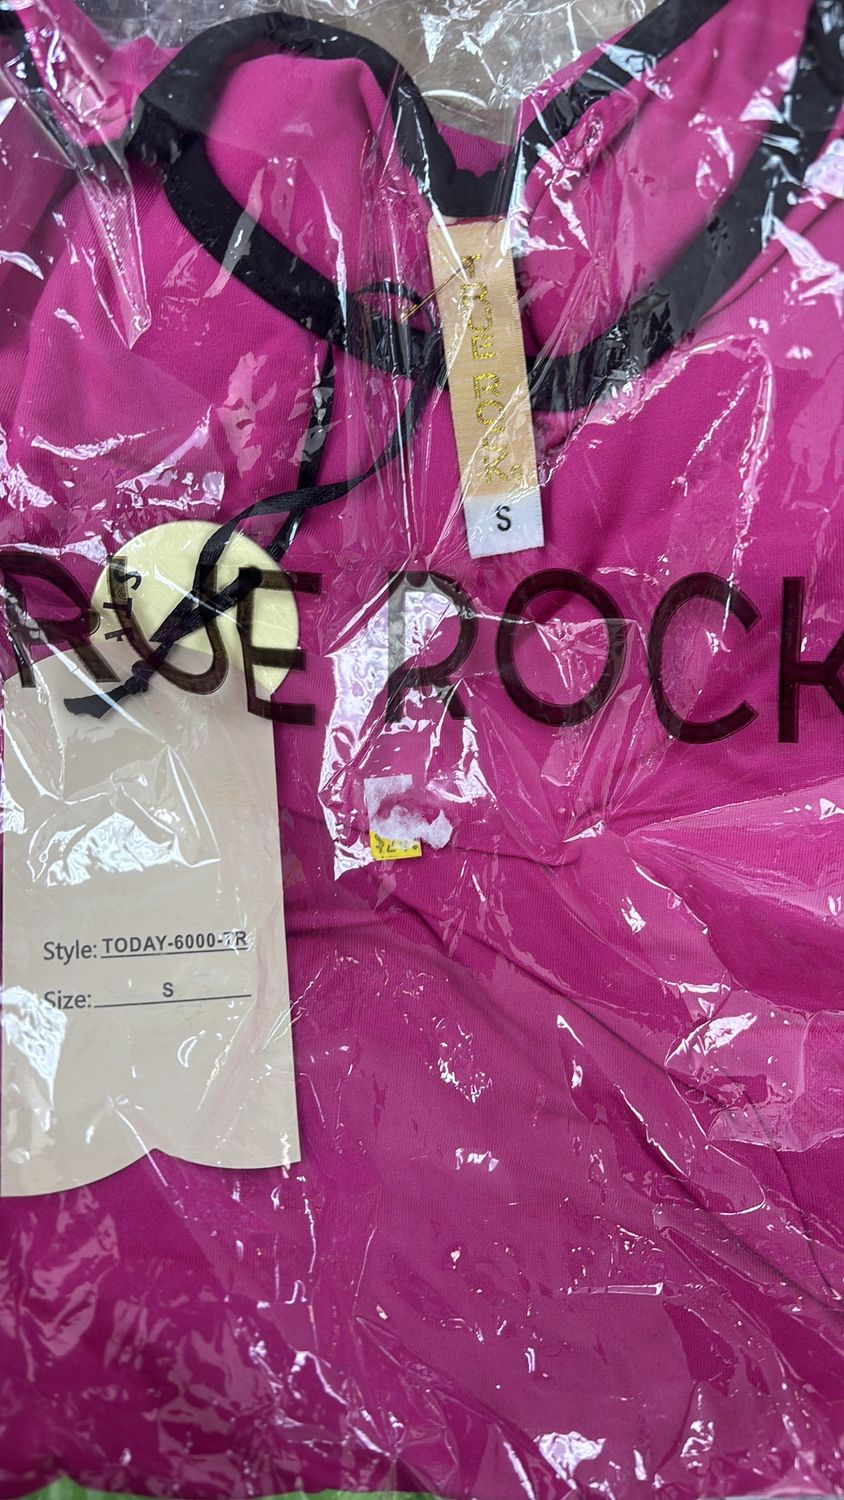 TRUE ROCK
S
RUE ROCK
Style: TODAY-6000-TR
Size: S